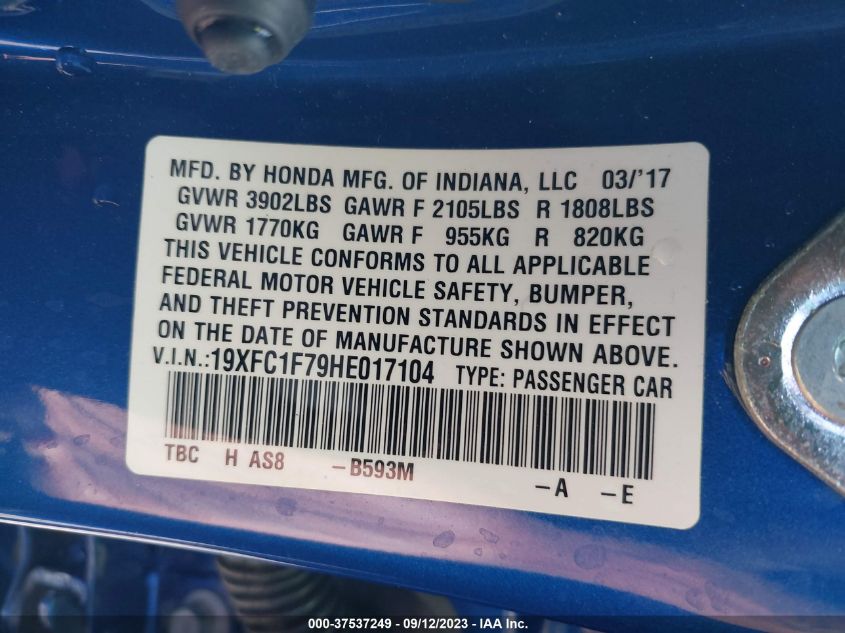 MFD. BY HONDA MFG. OF INDIANA, LLC 03/'17
GVWR 3902LBS GAWR F 2105LBS R 1808LBS
GVWR 1770KG GAWR F 955KG R 820KG
THIS VEHICLE CONFORMS TO ALL APPLICABLE
FEDERAL MOTOR VEHICLE SAFETY, BUMPER,
AND THEFT PREVENTION STANDARDS IN EFFECT
ON THE DATE OF MANUFACTURE SHOWN ABOVE.
V.I.N.:19XFC1F79HE017104 TYPE: PASSENGER CAR
TBC H AS8 -B593M -A -E
000-37537249 - 09/12/2023 - IAA Inc.